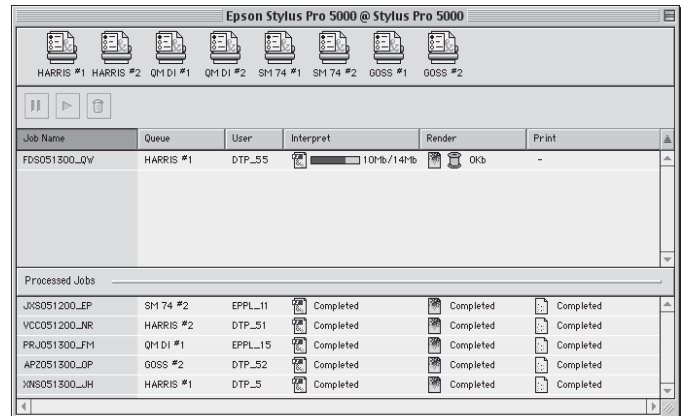 Epson Stylus Pro 5000 @ Stylus Pro 5000
HARRIS #1 HARRIS #2 QM DI #1 QM DI #2 SM 74 #1 SM 74 #2 GOSS #1 GOSS #2
Job Name Queue User Interpret Render Print
FDS051300_QW HARRIS #1 DTP_55 10Mb/14Mb 0Kb -
Processed Jobs
JXS051200_EP SM 74 #2 EPPL_11 Completed Completed Completed
VCC051200_NR HARRIS #2 DTP_51 Completed Completed Completed
PRJ051300_FM QM DI #1 EPPL_15 Completed Completed Completed
APZ051300_OP GOSS #2 DTP_52 Completed Completed Completed
XNS051300_JH HARRIS #1 DTP_5 Completed Completed Completed